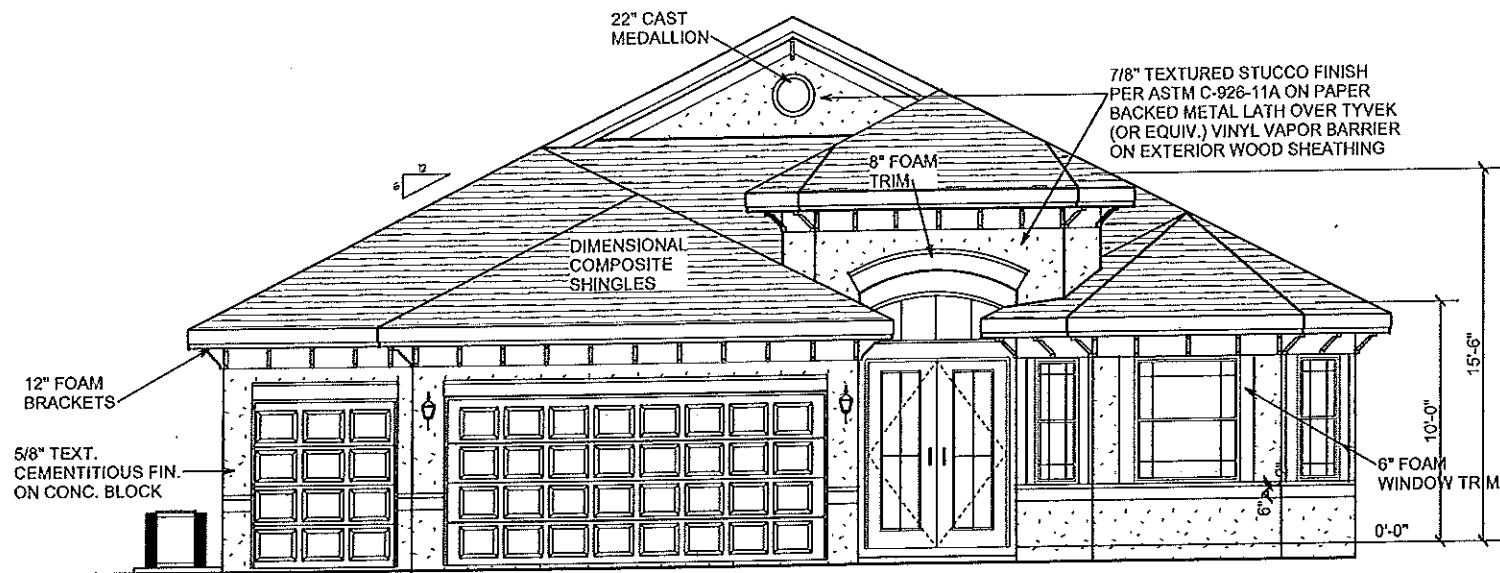 22" CAST
MEDALLION
7/8" TEXTURED STUCCO FINISH
PER ASTM C-926-11A ON PAPER
BACKED METAL LATH OVER TYVEK
(OR EQUIV.) VINYL VAPOR BARRIER
ON EXTERIOR WOOD SHEATHING
8" FOAM
TRIM
12
6
DIMENSIONAL
COMPOSITE
SHINGLES
15'-6"
12" FOAM
BRACKETS
10'-0"
5/8" TEXT.
CEMENTITIOUS FIN.
ON CONC. BLOCK
6" FOAM
WINDOW TRIM
6"
0'-0"